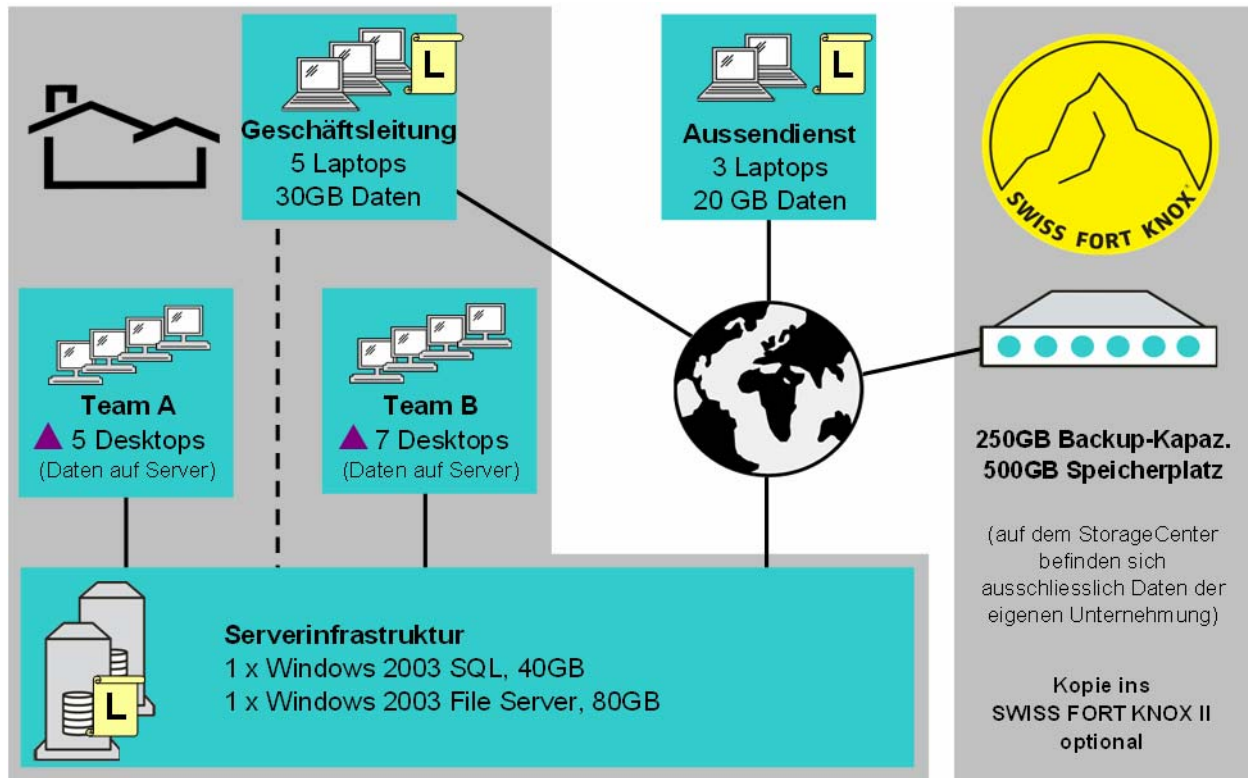 L
Geschäftsleitung
5 Laptops
30GB Daten
L
Aussendienst
3 Laptops
20 GB Daten
SWISS FORT KNOX
Team A
5 Desktops
(Daten auf Server)
Team B
7 Desktops
(Daten auf Server)
250GB Backup-Kapaz.
500GB Speicherplatz
(auf dem StorageCenter
befinden sich
ausschliesslich Daten der
eigenen Unternehmung)
Kopie ins
SWISS FORT KNOX II
optional
L
Serverinfrastruktur
1 x Windows 2003 SQL, 40GB
1 x Windows 2003 File Server, 80GB